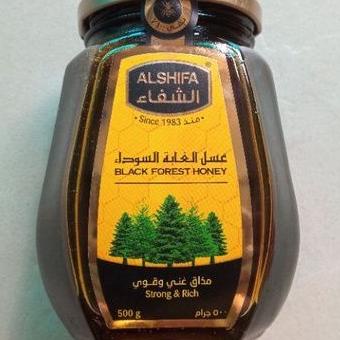 ALSHIFA
الشفاء
• Since 1983 منذ •
عسل الغابة السوداء
BLACK FOREST HONEY
مذاق غني وقوي
Strong & Rich
500 g
٥٠٠ جرام